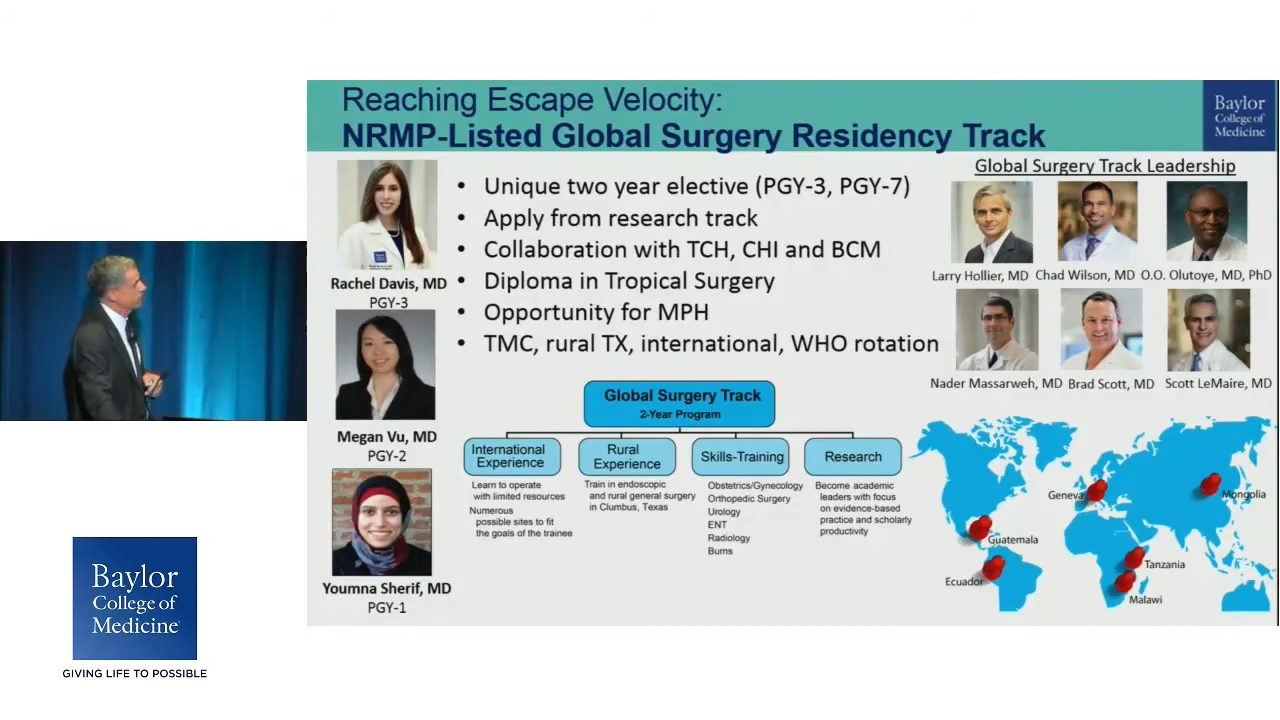 Reaching Escape Velocity:
NRMP-Listed Global Surgery Residency Track
Baylor
College of
Medicine
Rachel Davis, MD
PGY-3
Megan Vu, MD
PGY-2
Youmna Sherif, MD
PGY-1
• Unique two year elective (PGY-3, PGY-7)
• Apply from research track
• Collaboration with TCH, CHI and BCM
• Diploma in Tropical Surgery
• Opportunity for MPH
• TMC, rural TX, international, WHO rotation
Global Surgery Track Leadership
Larry Hollier, MD Chad Wilson, MD O.O. Olutoye, MD, PhD
Nader Massarweh, MD Brad Scott, MD Scott LeMaire, MD
Global Surgery Track
2-Year Program
International
Experience
Learn to operate
with limited resources
Numerous
possible sites to fit
the goals of the trainee
Rural
Experience
Train in endoscopic
and rural general surgery
in Clumbus, Texas
Skills-Training
Obstetrics/Gynecology
Orthopedic Surgery
Urology
ENT
Radiology
Burns
Research
Become academic
leaders with focus
on evidence-based
practice and scholarly
productivity
Geneva
Mongolia
Guatemala
Ecuador
Tanzania
Malawi
Baylor
College of
Medicine
GIVING LIFE TO POSSIBLE